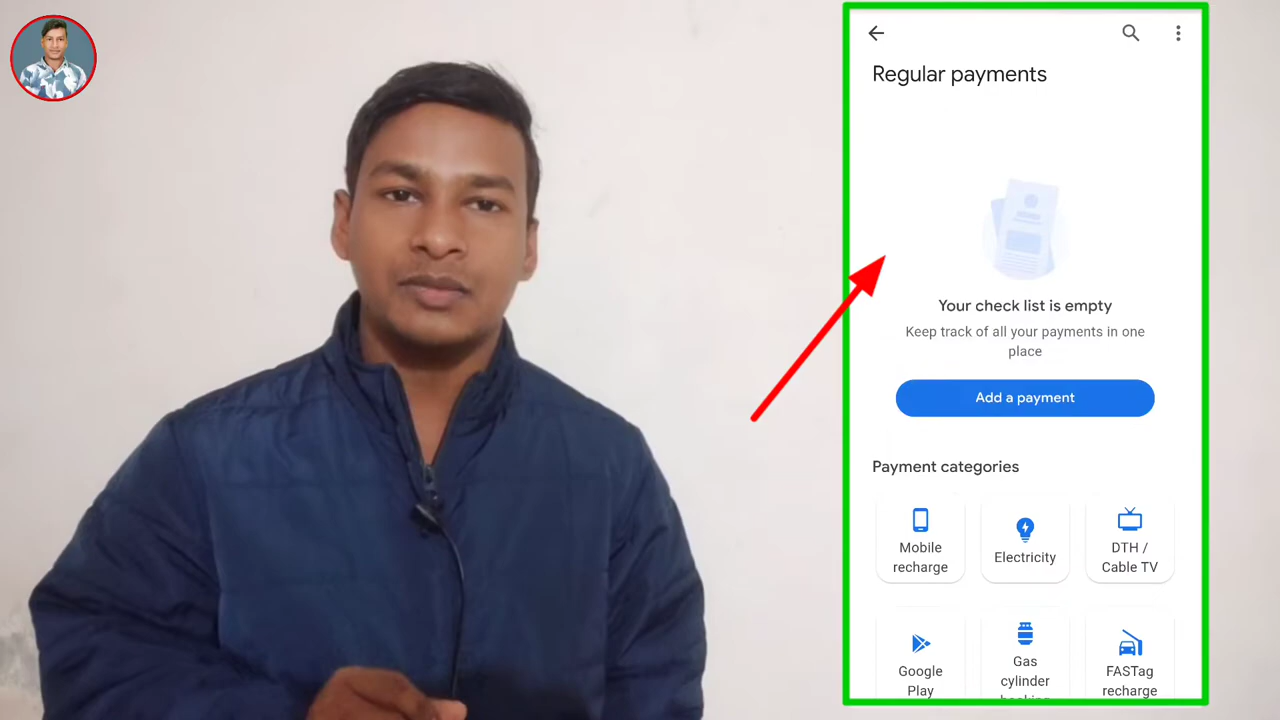 Regular payments
Your check list is empty
Keep track of all your payments in one
place
Add a payment
Payment categories
Mobile
recharge
Electricity
DTH /
Cable TV
Google
Play
Gas
cylinder
booking
FASTag
recharge